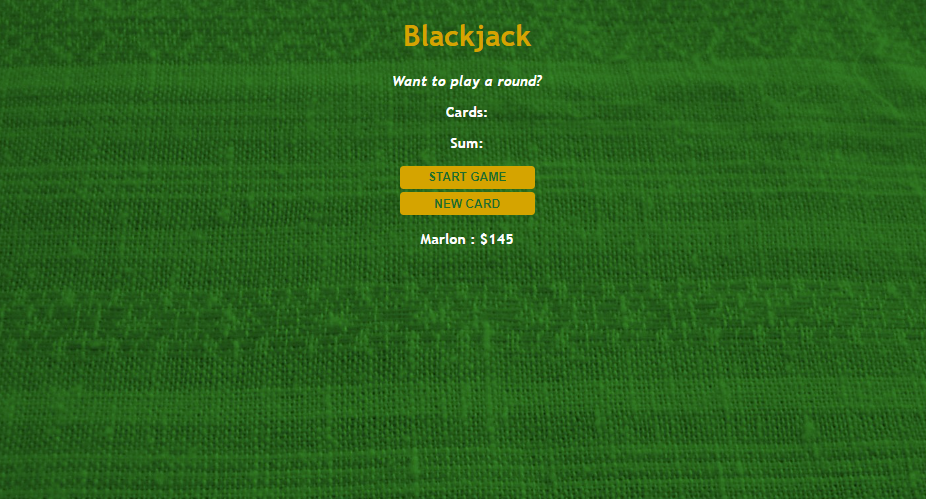 Blackjack
Want to play a round?
Cards:
Sum:
START GAME
NEW CARD
Marlon : $145